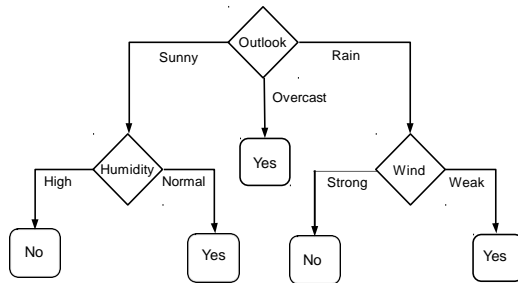 Outlook
Sunny
Rain
Overcast
Yes
Humidity
Wind
High
Normal
Strong
Weak
No
Yes
No
Yes